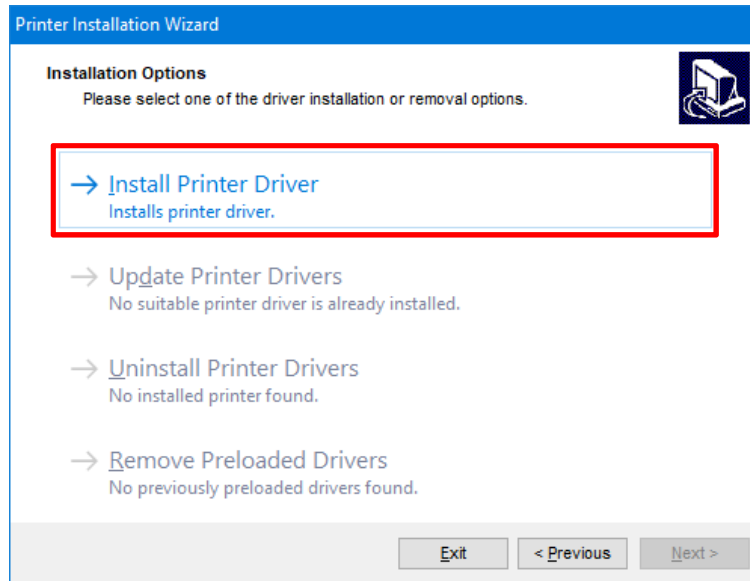 Printer Installation Wizard
Installation Options
Please select one of the driver installation or removal options.
→ Install Printer Driver
Installs printer driver.
→ Update Printer Drivers
No suitable printer driver is already installed.
→ Uninstall Printer Drivers
No installed printer found.
→ Remove Preloaded Drivers
No previously preloaded drivers found.
Exit < Previous Next >